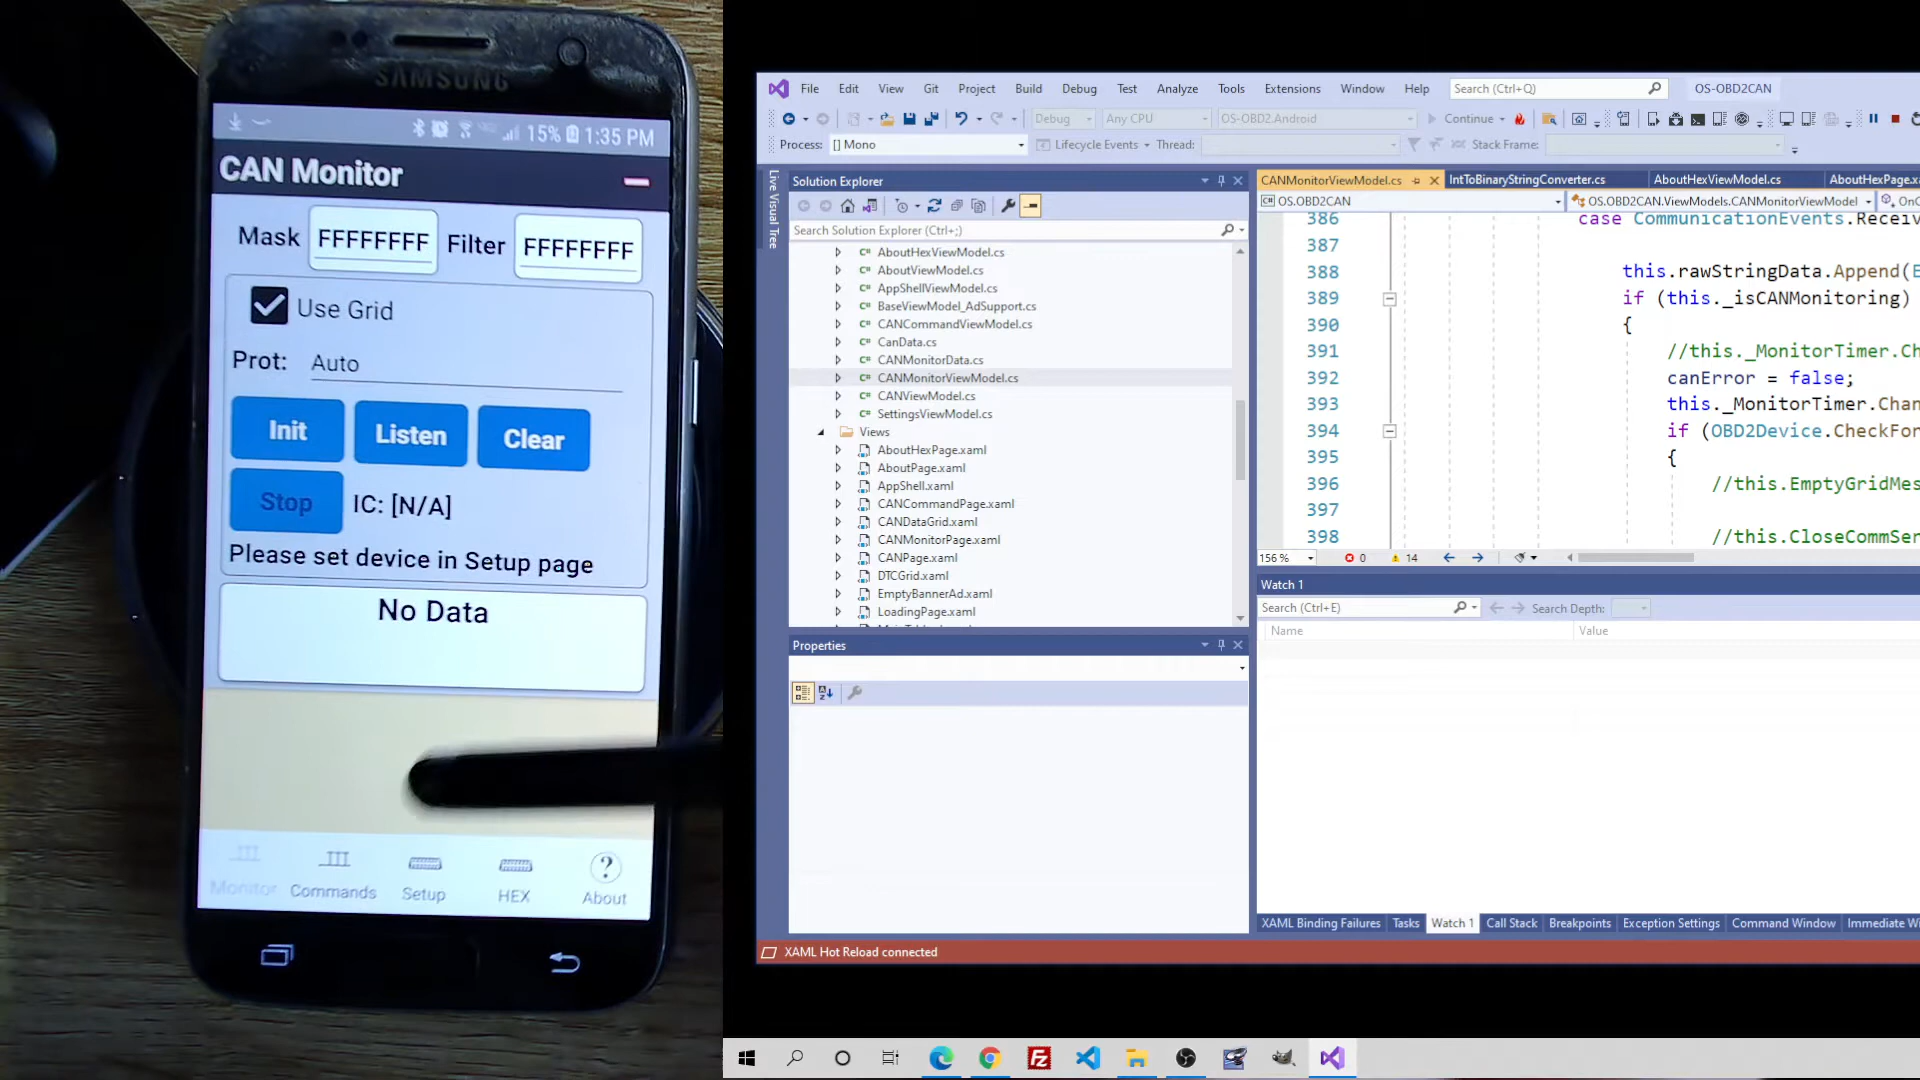 SAMSUNG
15% 1:35 PM
CAN Monitor
Mask FFFFFFFF Filter FFFFFFFF
Use Grid
Prot: Auto
Init Listen Clear
Stop IC: [N/A]
Please set device in Setup page
No Data
Monitor Commands Setup HEX About
File Edit View Git Project Build Debug Test Analyze Tools Extensions Window Help Search (Ctrl+Q) OS-OBD2CAN
Debug Any CPU OS-OBD2.Android Continue
Process: [] Mono Lifecycle Events Thread: Stack Frame:
Live Visual Tree
Solution Explorer
Search Solution Explorer (Ctrl+;)
AboutHexViewModel.cs
AboutViewModel.cs
AppShellViewModel.cs
BaseViewModel_AdSupport.cs
CANCommandViewModel.cs
CanData.cs
CANMonitorData.cs
CANMonitorViewModel.cs
CANViewModel.cs
SettingsViewModel.cs
Views
AboutHexPage.xaml
AboutPage.xaml
AppShell.xaml
CANCommandPage.xaml
CANDataGrid.xaml
CANMonitorPage.xaml
CANPage.xaml
DTCGrid.xaml
EmptyBannerAd.xaml
LoadingPage.xaml
Properties
CANMonitorViewModel.cs IntToBinaryStringConverter.cs AboutHexViewModel.cs AboutHexPage.xa
OS.OBD2CAN OS.OBD2CAN.ViewModels.CANMonitorViewModel OnC
386 case CommunicationEvents.Receiv
387
388 this.rawStringData.Append(E
389 if (this._isCANMonitoring)
390 {
391 //this._MonitorTimer.Ch
392 canError = false;
393 this._MonitorTimer.Chan
394 if (OBD2Device.CheckFor
395 {
396 //this.EmptyGridMes
397
398 //this.CloseCommSer
156 % 0 14
Watch 1
Search (Ctrl+E) Search Depth:
Name Value
XAML Binding Failures Tasks Watch 1 Call Stack Breakpoints Exception Settings Command Window Immediate Wi
XAML Hot Reload connected